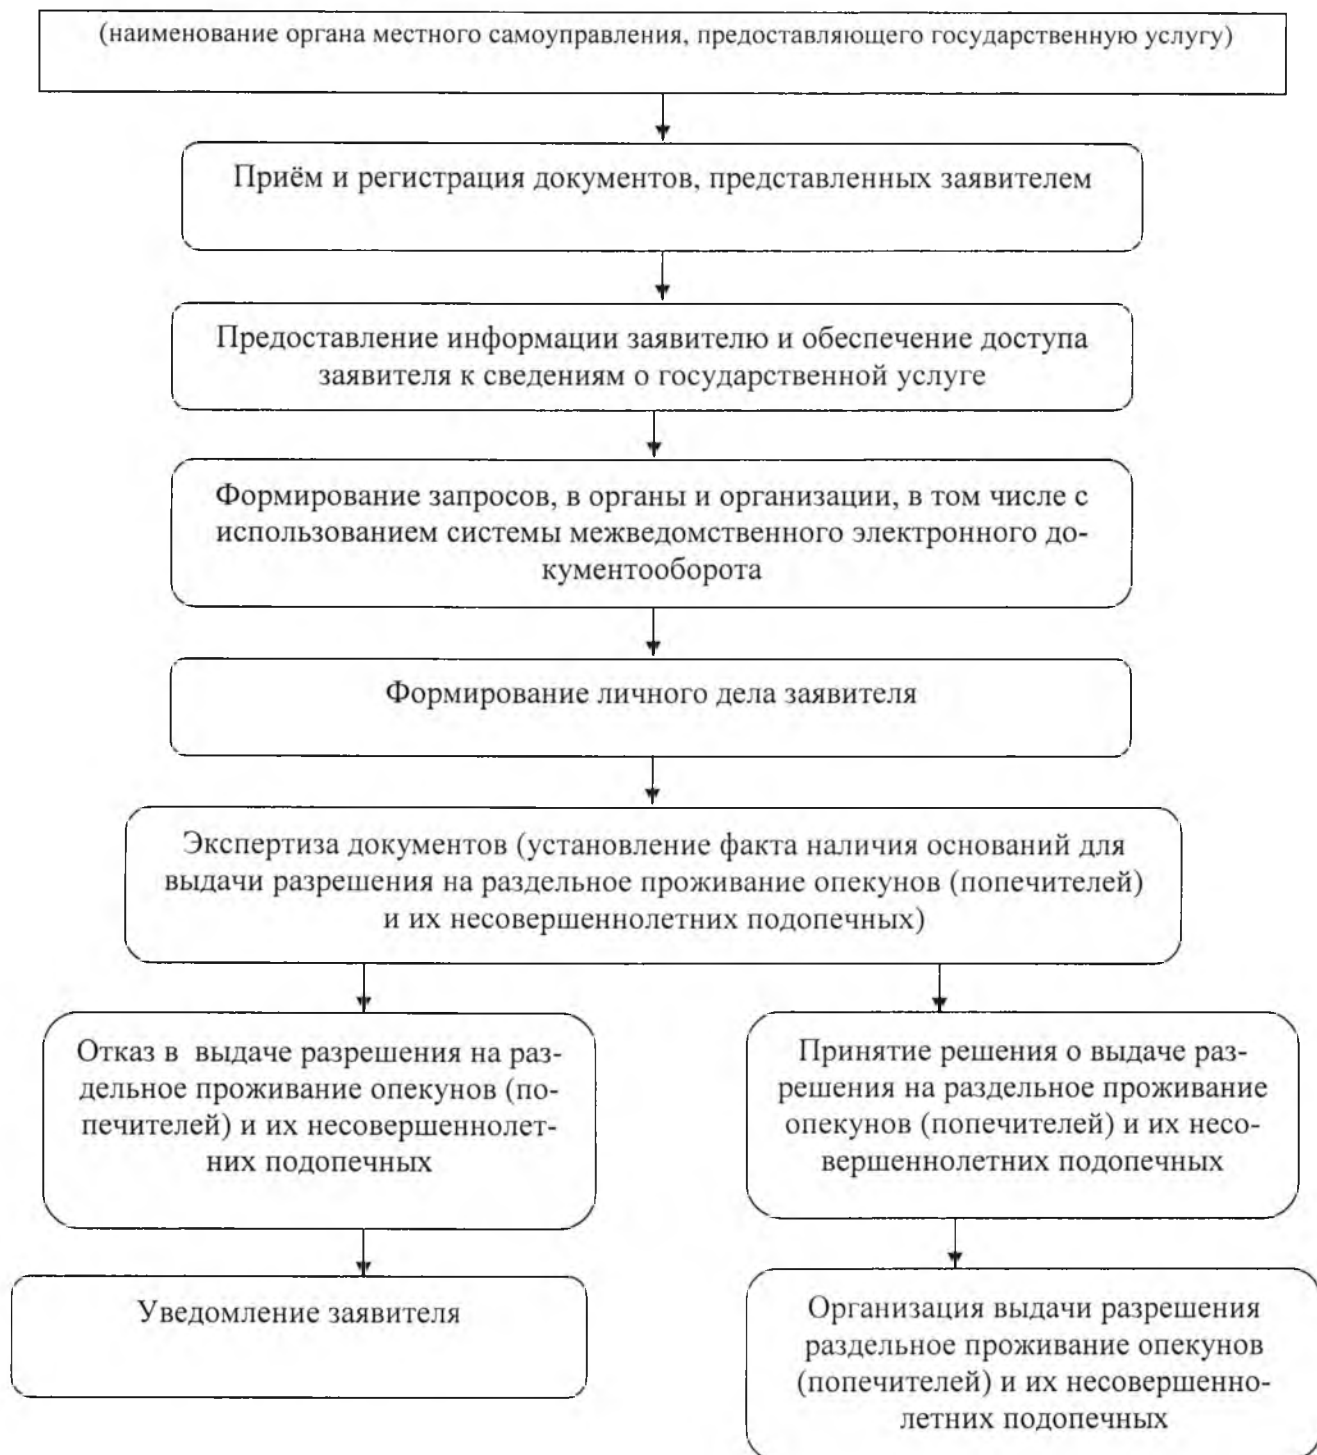 (наименование органа местного самоуправления, предоставляющего государственную услугу)
Приём и регистрация документов, представленных заявителем
Предоставление информации заявителю и обеспечение доступа
заявителя к сведениям о государственной услуге
Формирование запросов, в органы и организации, в том числе с
использованием системы межведомственного электронного до-
кументооборота
Формирование личного дела заявителя
Экспертиза документов (установление факта наличия оснований для
выдачи разрешения на раздельное проживание опекунов (попечителей)
и их несовершеннолетних подопечных)
Отказ в выдаче разрешения на раз-
дельное проживание опекунов (по-
печителей) и их несовершеннолет-
них подопечных
Принятие решения о выдаче раз-
решения на раздельное проживание
опекунов (попечителей) и их несо-
вершеннолетних подопечных
Уведомление заявителя
Организация выдачи разрешения
раздельное проживание опекунов
(попечителей) и их несовершенно-
летних подопечных